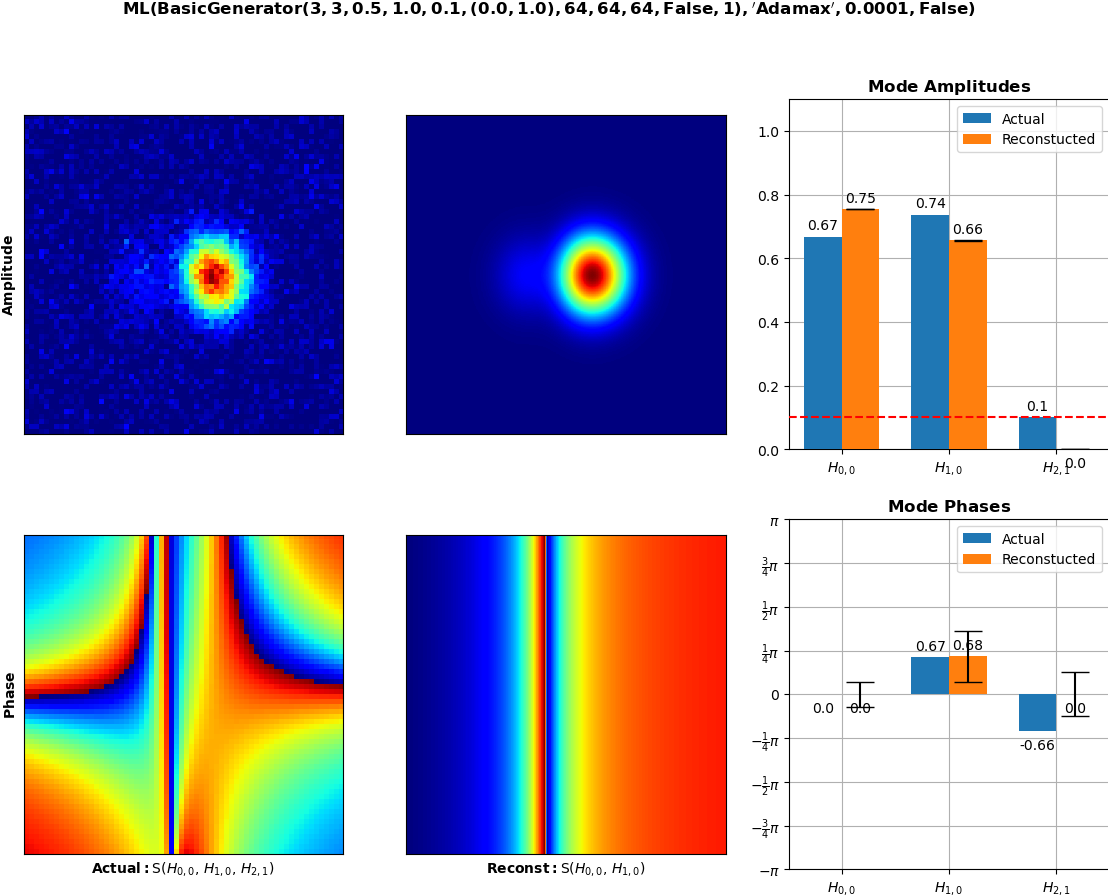 ML(BasicGenerator(3, 3, 0.5, 1.0, 0.1, (0.0, 1.0), 64, 64, 64, False, 1), ′Adamax′, 0.0001, False)
Amplitude
Mode Amplitudes
Actual
Reconstucted
1.0
0.8
0.6
0.4
0.2
0.0
0.67
0.75
0.74
0.66
0.1
0.0
H0,0
H1,0
H2,1
Phase
Actual: S(H0,0, H1,0, H2,1)
Reconst: S(H0,0, H1,0)
Mode Phases
Actual
Reconstucted
π
3/4π
1/2π
1/4π
0
−1/4π
−1/2π
−3/4π
−π
0.0
0.0
0.67
0.68
-0.66
0.0
H0,0
H1,0
H2,1